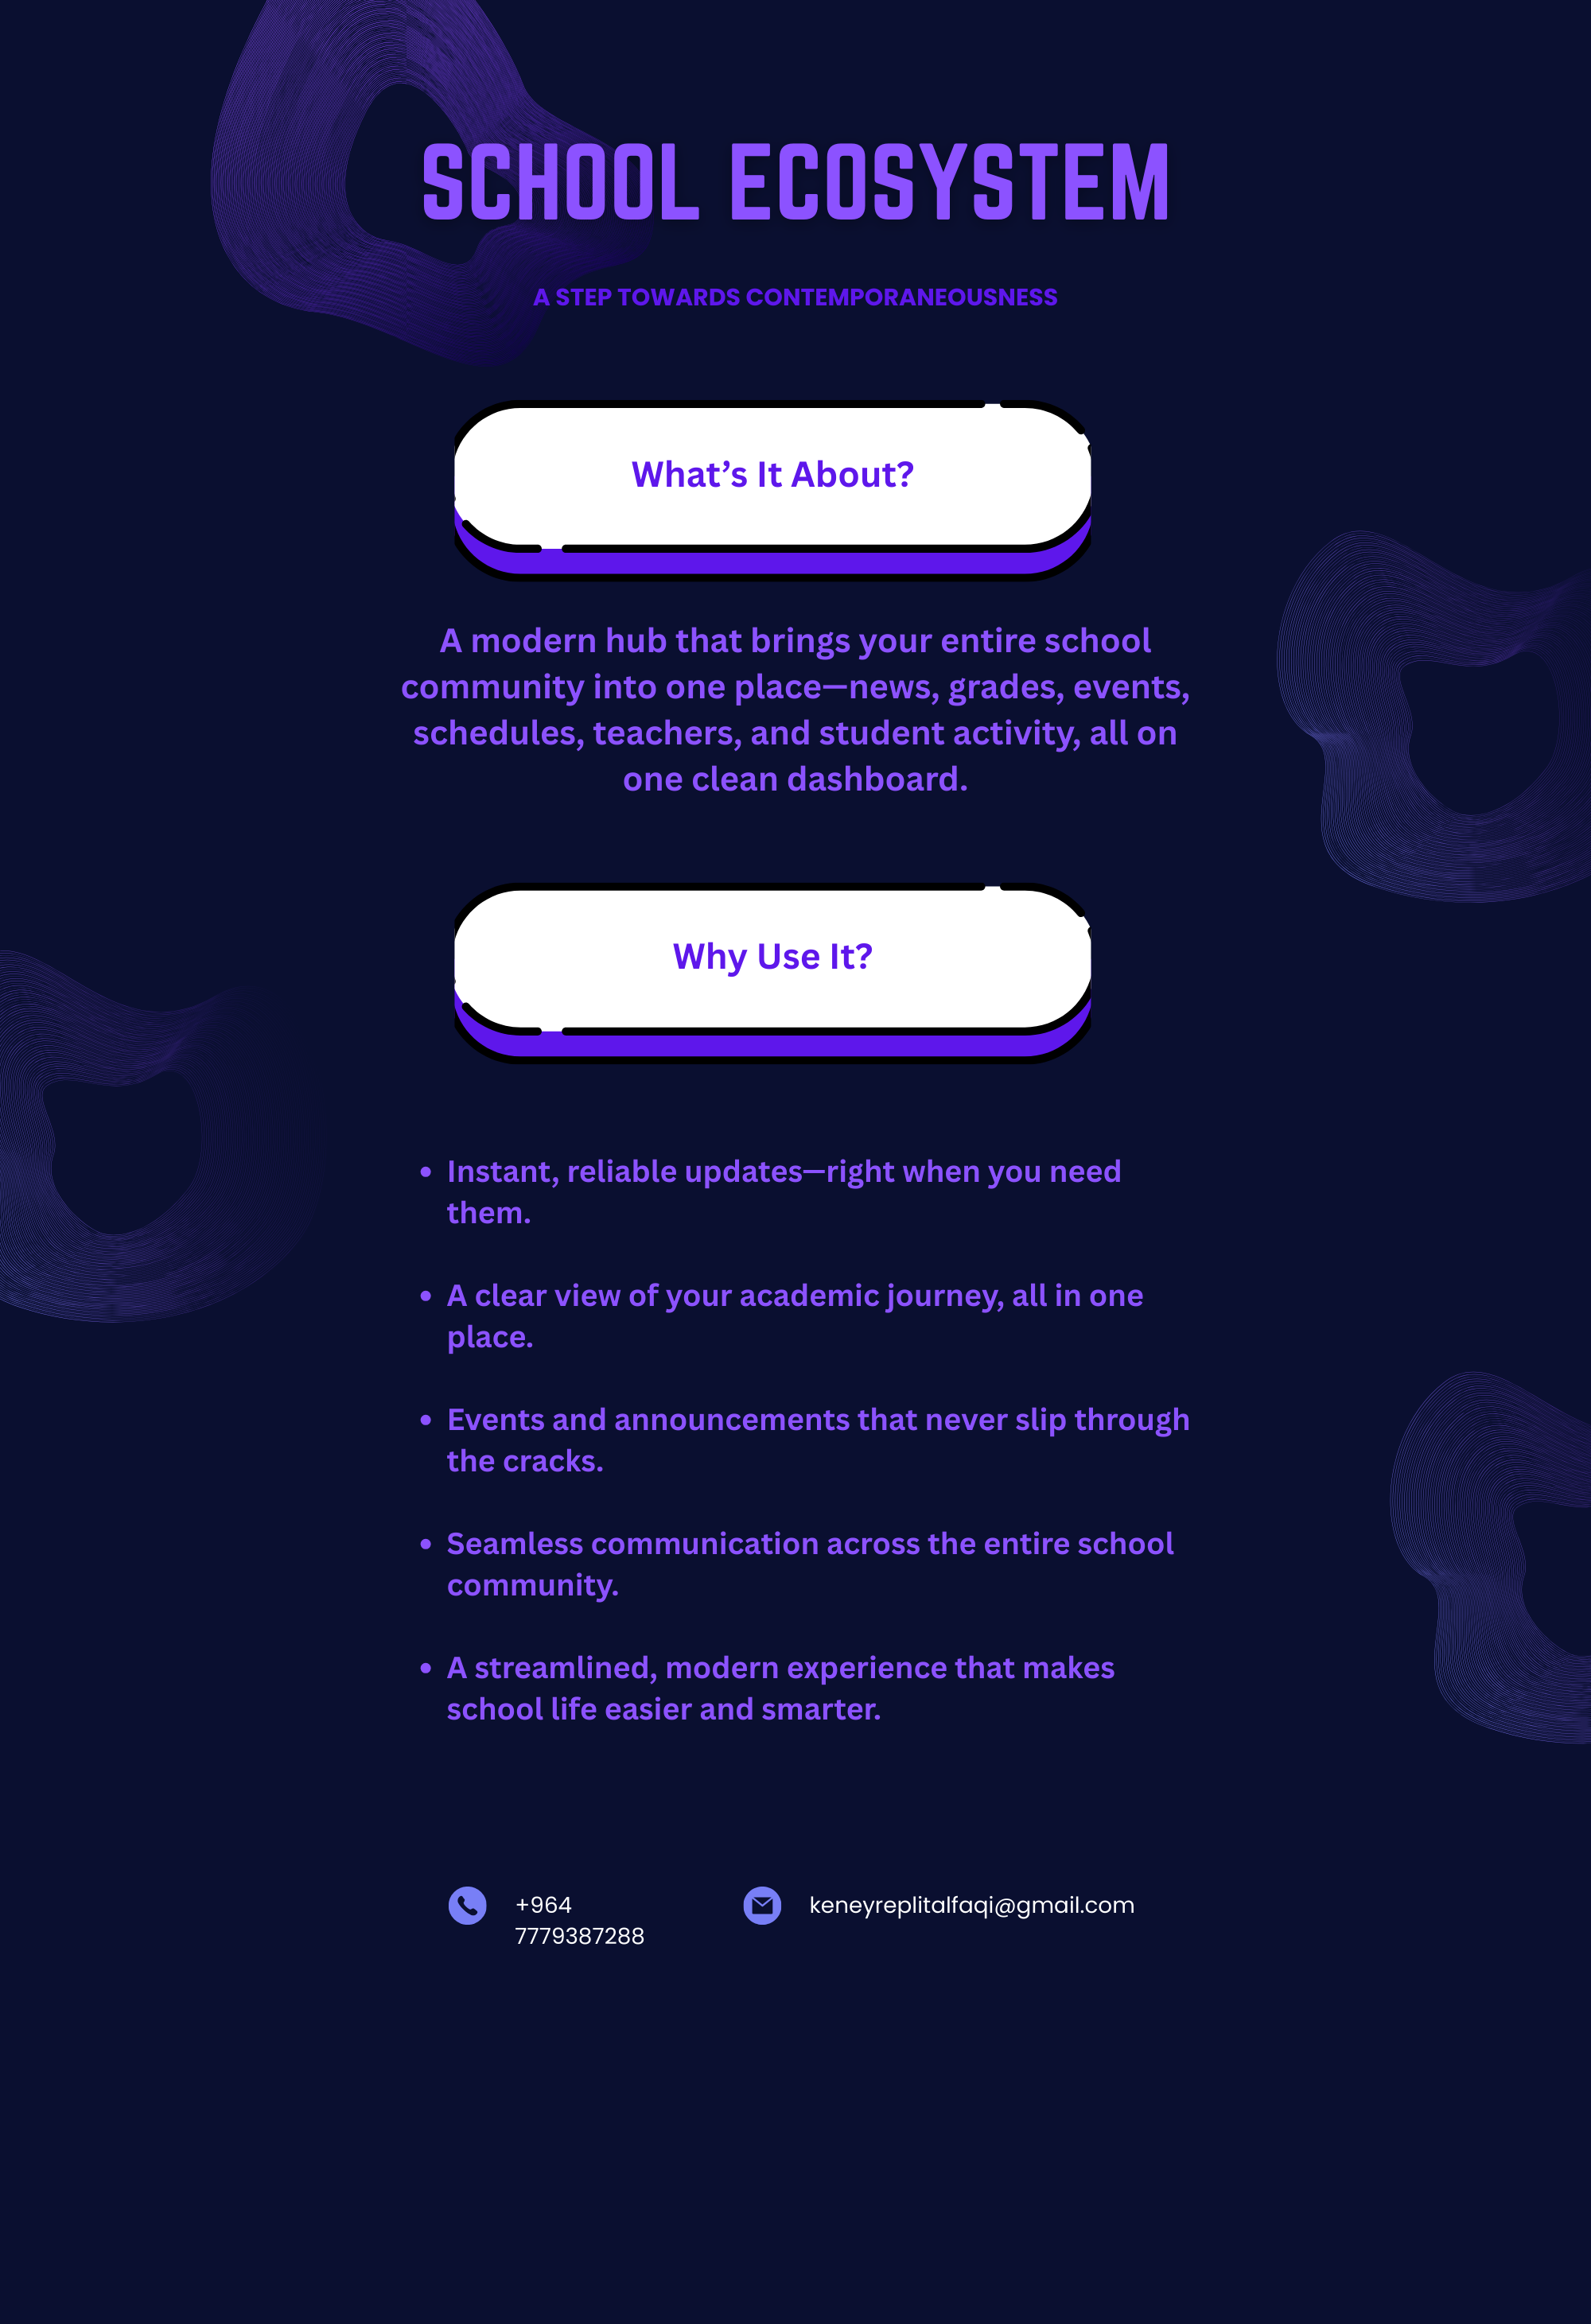 SCHOOL ECOSYSTEM
A STEP TOWARDS CONTEMPORANEOUSNESS
What’s It About?
A modern hub that brings your entire school
community into one place—news, grades, events,
schedules, teachers, and student activity, all on
one clean dashboard.
Why Use It?
• Instant, reliable updates—right when you need
them.
• A clear view of your academic journey, all in one
place.
• Events and announcements that never slip through
the cracks.
• Seamless communication across the entire school
community.
• A streamlined, modern experience that makes
school life easier and smarter.
+964
7779387288
keneyreplitalfaqi@gmail.com